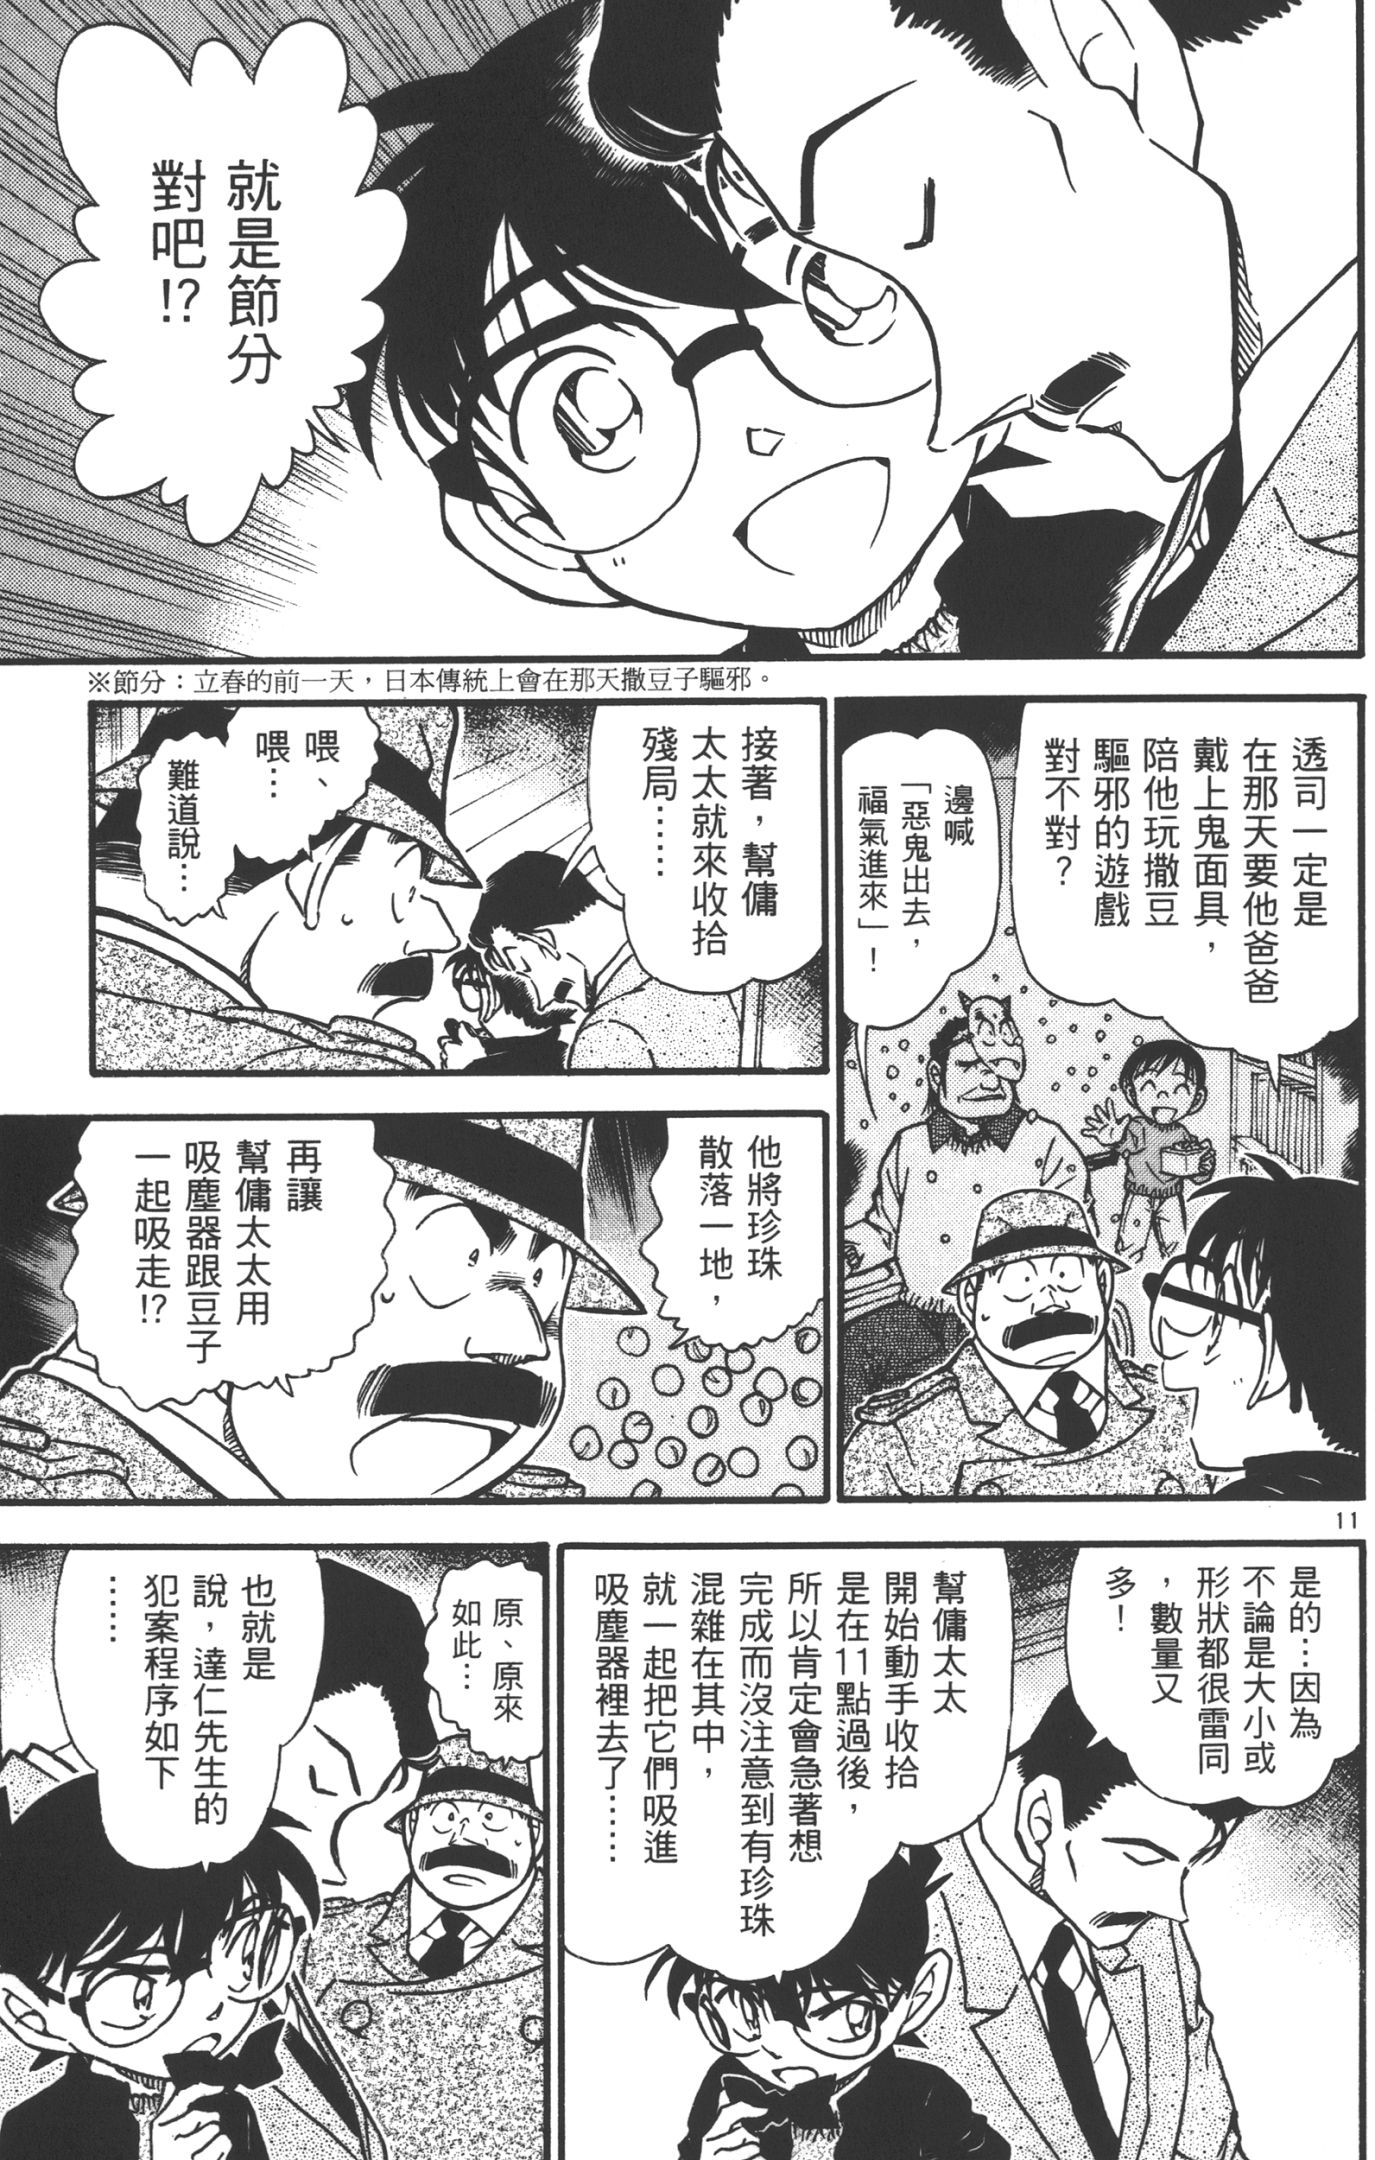 就是節分
對吧!?
※節分：立春的前一天，日本傳統上會在那天撒豆子驅邪。
透司一定是
在那天要他爸爸
戴上鬼面具，
陪他玩撒豆
驅邪的遊戲
對不對？
邊喊
「惡鬼出去，
福氣進來」！
接著，幫傭
太太就來收拾
殘局……
喂、
喂…
難道說…
他將珍珠
散落一地，
再讓
幫傭太太用
吸塵器跟豆子
一起吸走!?
11
是的…因為
不論是大小或
形狀都很雷同
，數量又
多！
幫傭太太
開始動手收拾
是在11點過後，
所以肯定會急著想
完成而沒注意到有珍珠
混雜在其中，
就一起把它們吸進
吸塵器裡去了……
原、原來
如此…
也就是
說，達仁先生的
犯案程序如下
……